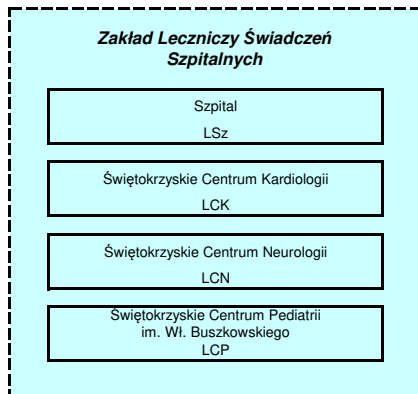 Zakład Leczniczy Świadczeń
Szpitalnych
Szpital
LSz
Świętokrzyskie Centrum Kardiologii
LCK
Świętokrzyskie Centrum Neurologii
LCN
Świętokrzyskie Centrum Pediatrii
im. Wł. Buszkowskiego
LCP